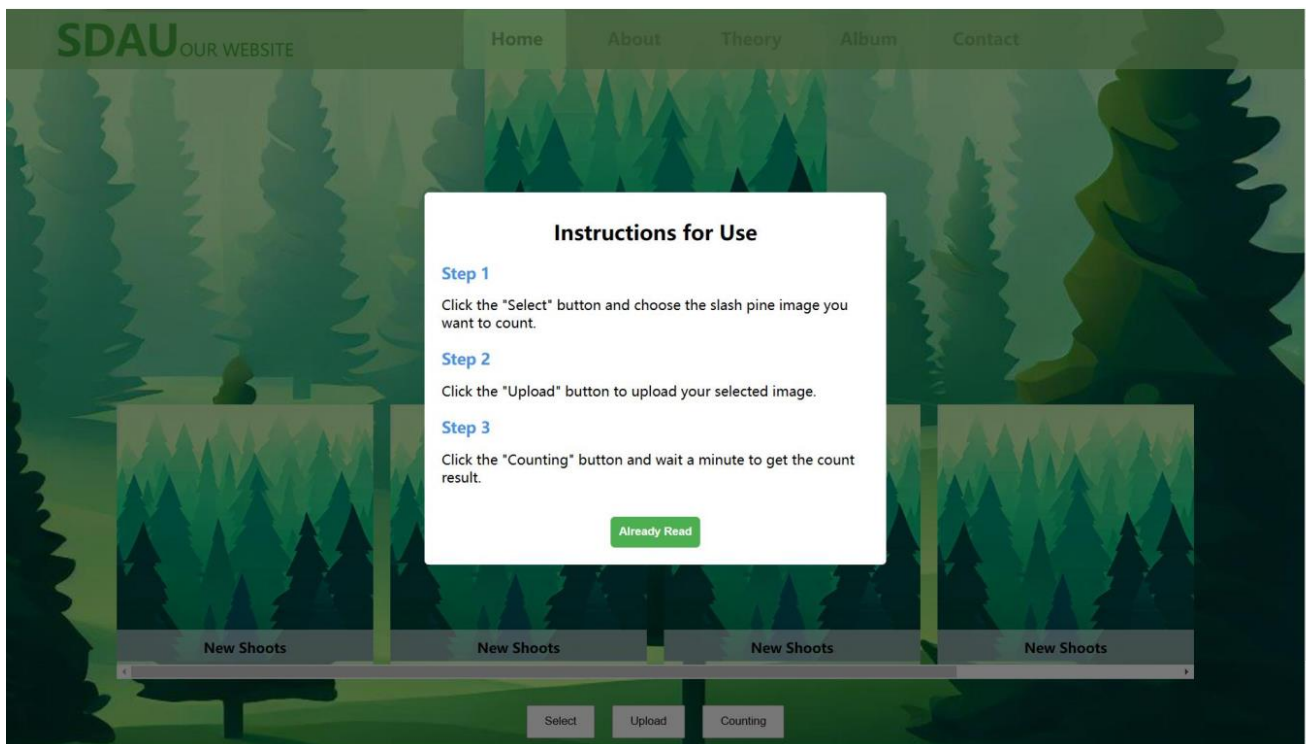 SDAU OUR WEBSITE
Home About Theory Album Contact
Instructions for Use
Step 1
Click the "Select" button and choose the slash pine image you
want to count.
Step 2
Click the "Upload" button to upload your selected image.
Step 3
Click the "Counting" button and wait a minute to get the count
result.
Already Read
New Shoots New Shoots New Shoots New Shoots
Select Upload Counting